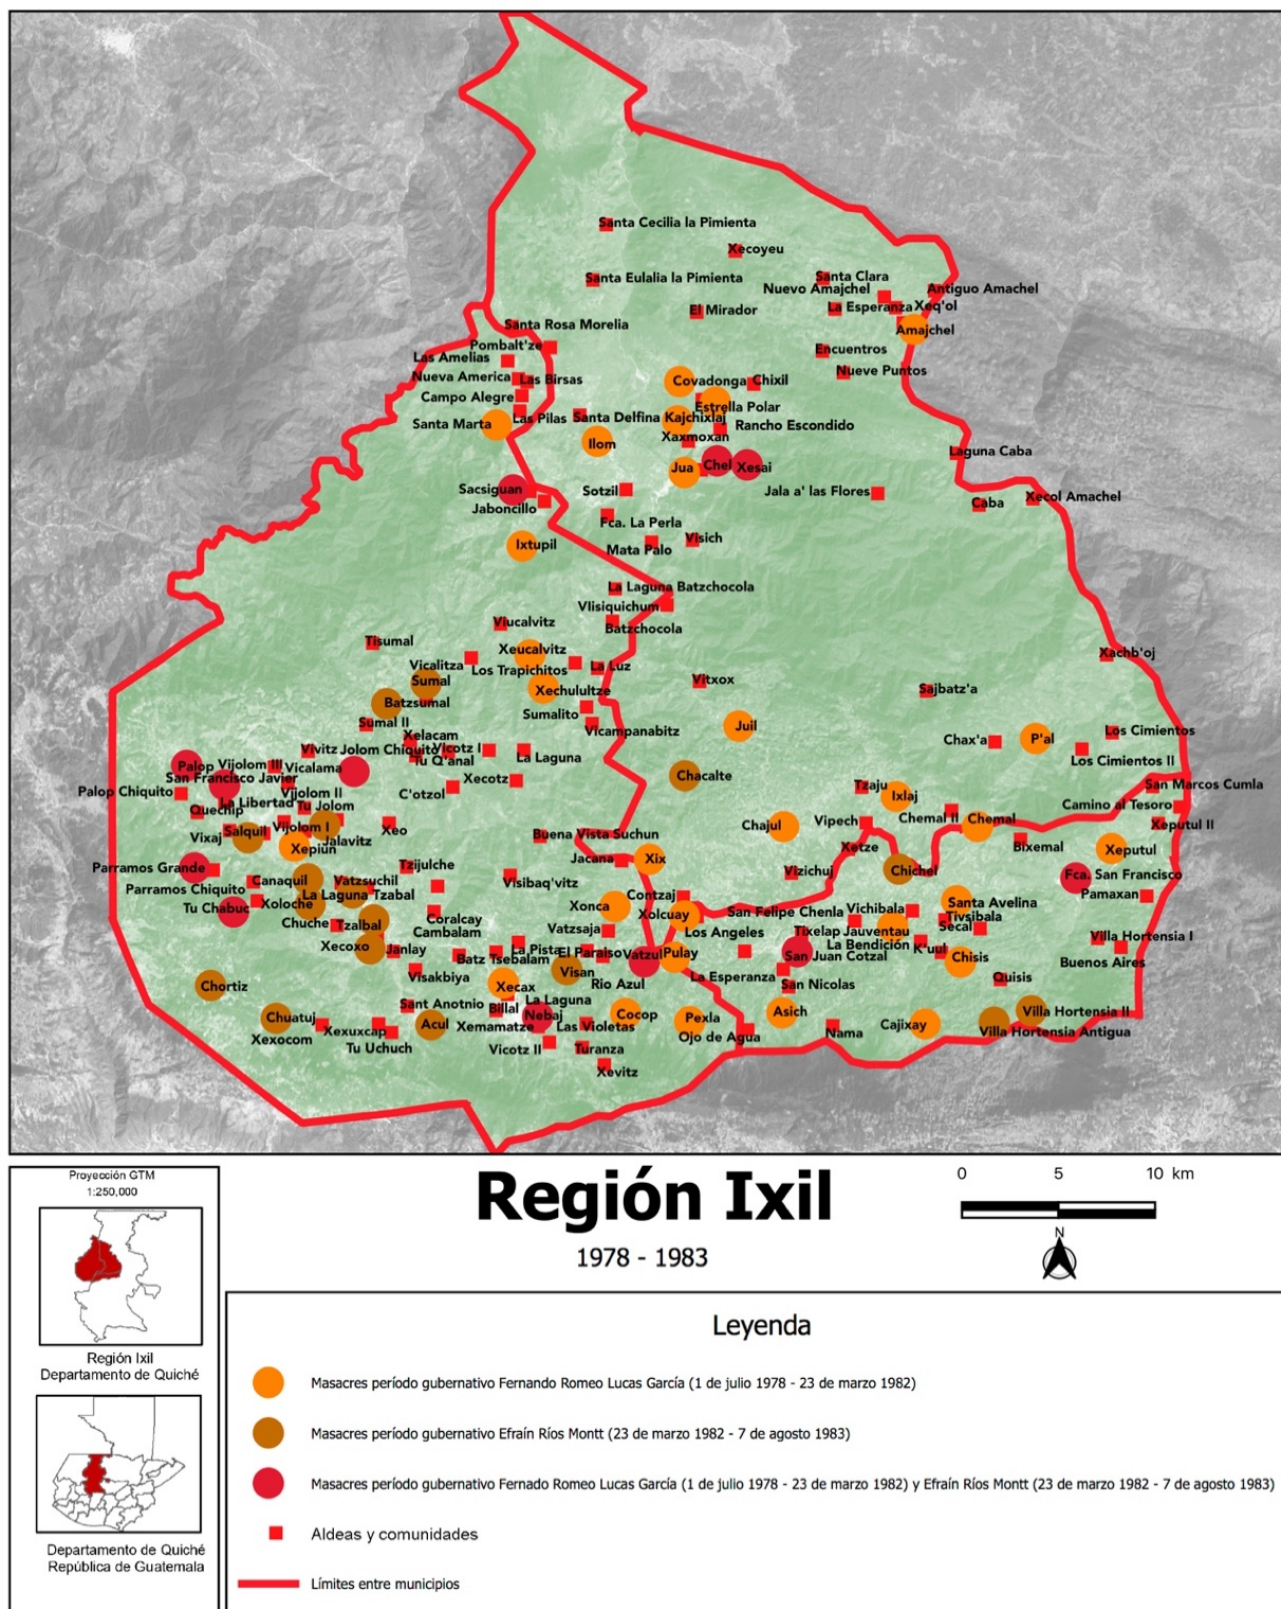 Santa Cecilia la Pimienta
Xecoyeu
Santa Eulalia la Pimienta
Santa Clara
Nuevo Amajchel
Antiguo Amachel
El Mirador
La Esperanza
Xeq'ol
Santa Rosa Morelia
Amajchel
Pombalt'ze
Las Amelias
Encuentros
Nueva America
Las Birsas
Covadonga
Chixil
Nueve Puntos
Campo Alegre
Estrella Polar
Santa Marta
Las Pilas
Santa Delfina
Kajchixlaj
Rancho Escondido
Ilom
Xaxmoxan
Laguna Caba
Jua
Chel
Xesai
Sacsiguan
Sotzil
Jala a' las Flores
Jaboncillo
Caba
Xecol Amachel
Fca. La Perla
Ixtupil
Mata Palo
Visich
La Laguna Batzchocola
Vlisiquichum
Viucalvitz
Batzchocola
Tisumal
Xeucalvitz
Xachb'oj
Vicalitza
Los Trapichitos
La Luz
Sumal
Vitxox
Sajbatz'a
Batzsumal
Xechulultze
Sumalito
Sumal II
Vicampanabitz
Juil
Los Cimientos
Xelacam
Chax'a
P'al
Vivitz
Jolom Chiquito
Vicotz I
La Laguna
Tu Q'anal
Los Cimientos II
Palop
Vijolom III
Vicalama
San Francisco Javier
Xecotz
Chacalte
Palop Chiquito
Vijolom II
C'otzol
Tzaju
San Marcos Cumla
Quechip
La Libertad
Tu Jolom
Ixlaj
Camino al Tesoro
Vixaj
Salquil
Vijolom I
Xeo
Chajul
Vipech
Chemal II
Chemal
Xeputul II
Jalavitz
Xepiun
Buena Vista Suchun
Xetze
Bixemal
Xeputul
Jacana
Xix
Parramos Grande
Tzijulche
Chichel
Canaquil
Vatzsuchil
Visibaq'vitz
Vizichuj
Fca. San Francisco
Parramos Chiquito
La Laguna Tzabal
Contzaj
Pamaxan
Tu Chabuc
Xoloche
Xonca
Xolcuay
San Felipe Chenla
Vichibala
Santa Avelina
Chuche
Tzalbal
Coralcay
Cambalam
Vatzsaja
Los Angeles
Tixelap
Jauventau
Tivsibala
Secal
Xecoxo
Janlay
La Pista
El Paraiso
Vatzul
Pulay
La Bendición
K'uul
Villa Hortensia I
Batz Tsebalam
San Juan Cotzal
Chisis
Buenos Aires
Visakbiya
Visan
Rio Azul
La Esperanza
Quisis
Chortiz
Xecax
San Nicolas
Sant Anotnio
La Laguna
Chuatuj
Billal
Nebaj
Cocop
Pexla
Asich
Villa Hortensia II
Xexuxcap
Acul
Xemamatze
Las Violetas
Cajixay
Xexocom
Ojo de Agua
Nama
Villa Hortensia Antigua
Tu Uchuch
Vicotz II
Turanza
Xevitz
Proyección GTM
1:250,000
Región Ixil
Departamento de Quiché
Departamento de Quiché
República de Guatemala
Región Ixil
1978 - 1983
0 5 10 km
N
Leyenda
Masacres período gubernativo Fernando Romeo Lucas García (1 de julio 1978 - 23 de marzo 1982)
Masacres período gubernativo Efraín Ríos Montt (23 de marzo 1982 - 7 de agosto 1983)
Masacres período gubernativo Fernado Romeo Lucas García (1 de julio 1978 - 23 de marzo 1982) y Efraín Ríos Montt (23 de marzo 1982 - 7 de agosto 1983)
Aldeas y comunidades
Límites entre municipios